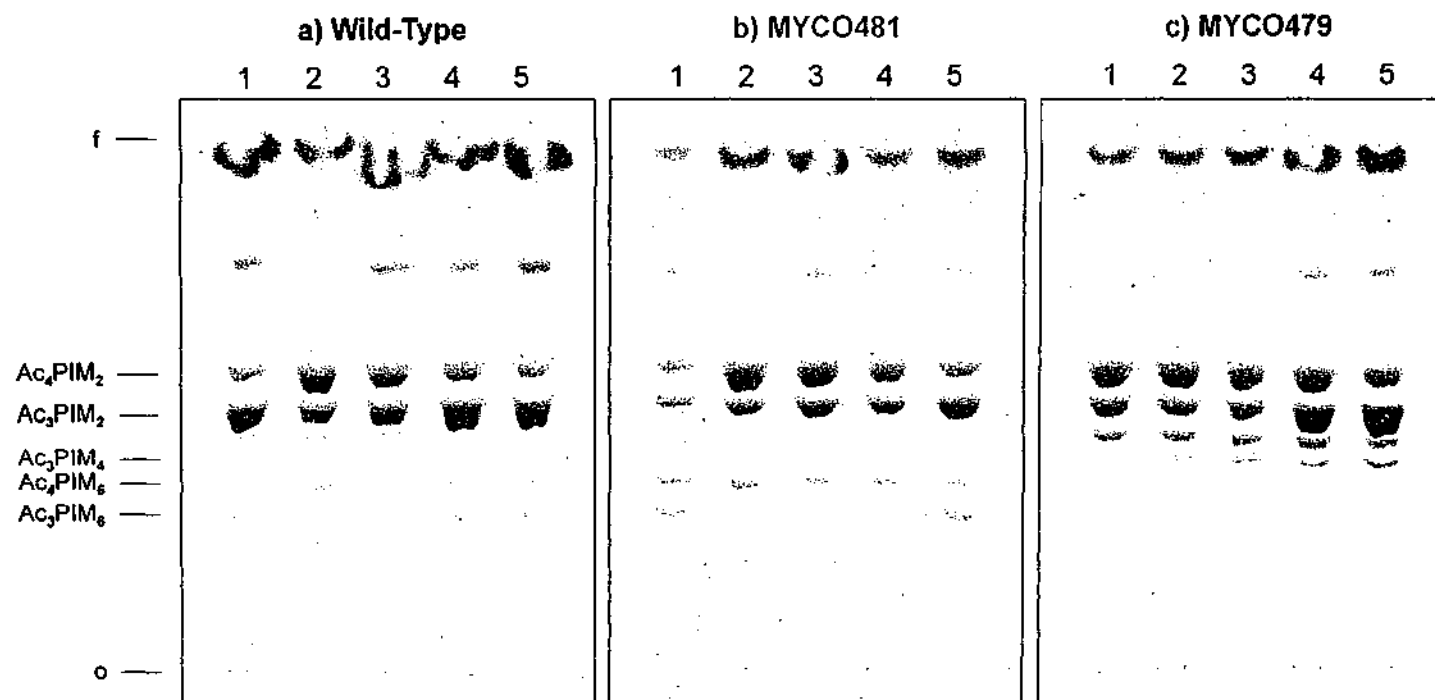 a) Wild-Type
b) MYCO481
c) MYCO479
1 2 3 4 5
1 2 3 4 5
1 2 3 4 5
f
Ac₄PIM₂
Ac₃PIM₂
Ac₃PIM₄
Ac₄PIM₆
Ac₃PIM₆
o